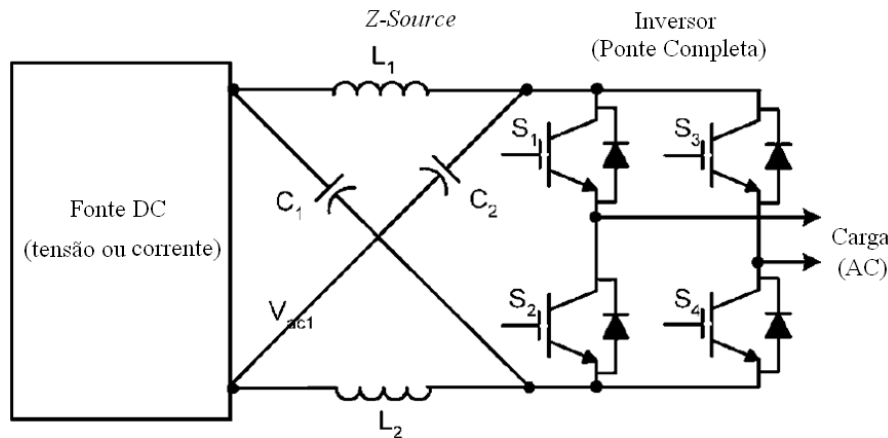 Z-Source
Inversor
(Ponte Completa)
L1
S1
S3
C1
C2
Fonte DC
(tensão ou corrente)
Carga
(AC)
Vac1
S2
S4
L2